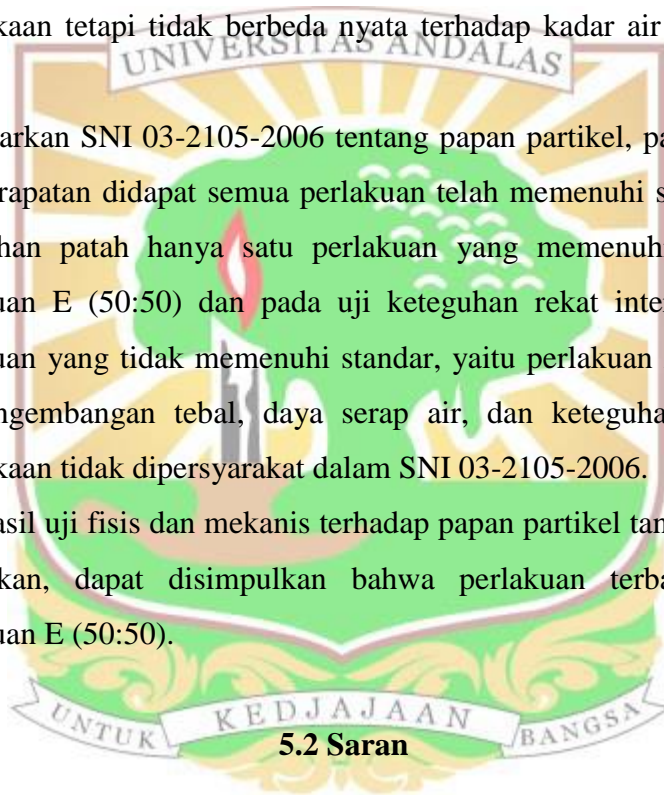 kaan tetapi tidak berbeda nyata terhadap kadar air
UNIVERSITAS ANDALAS
arkan SNI 03-2105-2006 tentang papan partikel, pa
rapatan didapat semua perlakuan telah memenuhi s
han patah hanya satu perlakuan yang memenuhi
uan E (50:50) dan pada uji keteguhan rekat inter
uan yang tidak memenuhi standar, yaitu perlakuan
ngembangan tebal, daya serap air, dan keteguha
kaan tidak dipersyarakat dalam SNI 03-2105-2006.
asil uji fisis dan mekanis terhadap papan partikel tan
kan, dapat disimpulkan bahwa perlakuan terba
uan E (50:50).
UNTUK KEDJAJAAN BANGSA
5.2 Saran